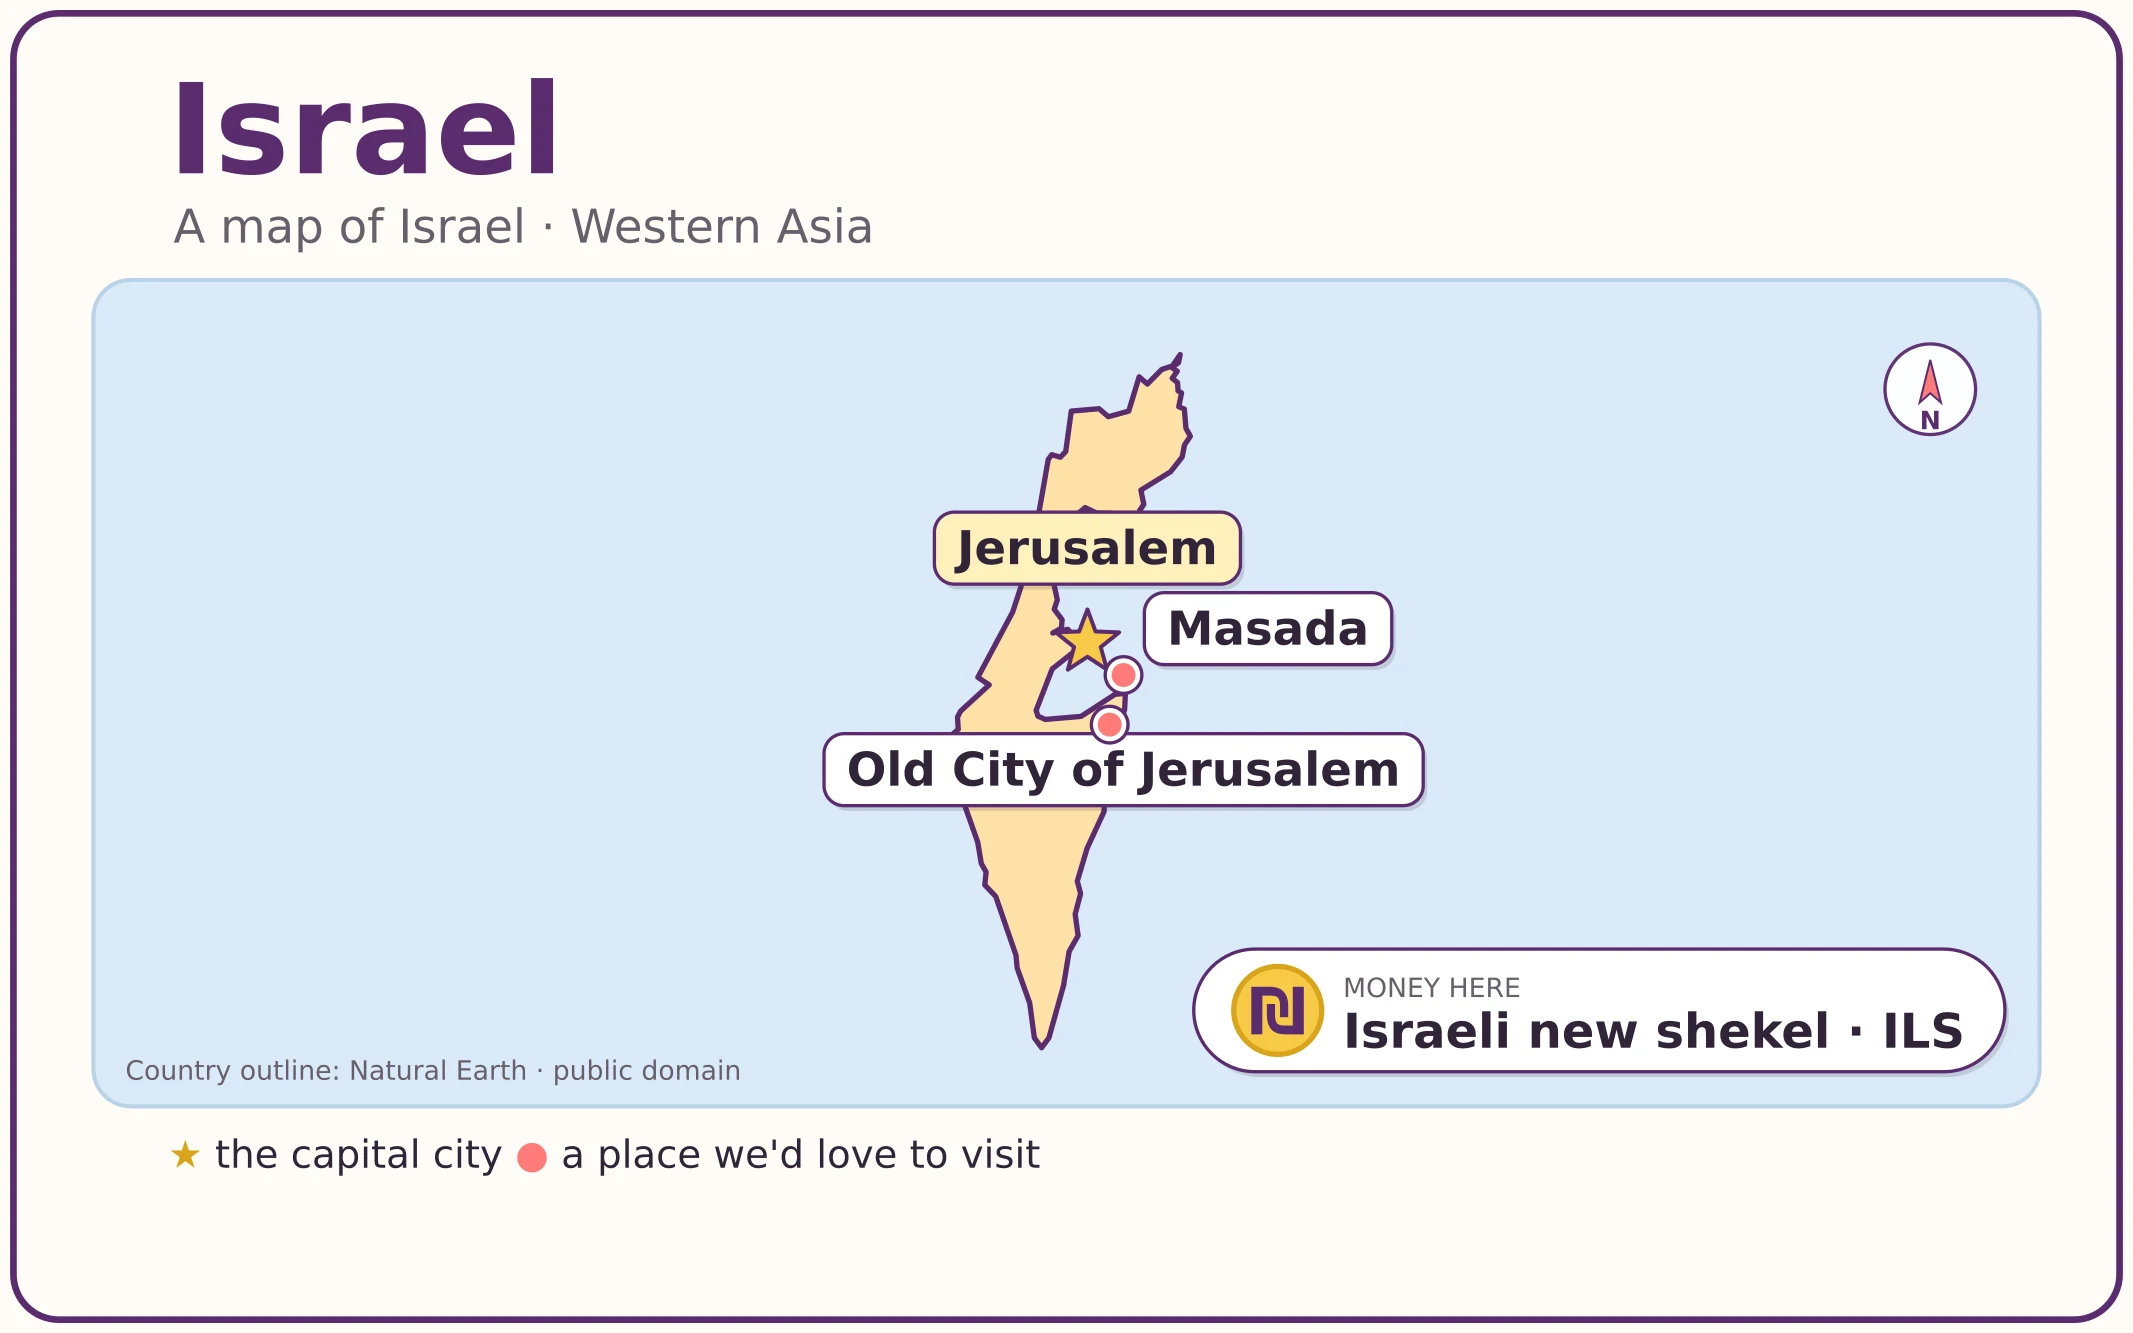 Israel
A map of Israel · Western Asia
N
Jerusalem
Masada
Old City of Jerusalem
₪
MONEY HERE
Israeli new shekel · ILS
Country outline: Natural Earth · public domain
★ the capital city ● a place we'd love to visit